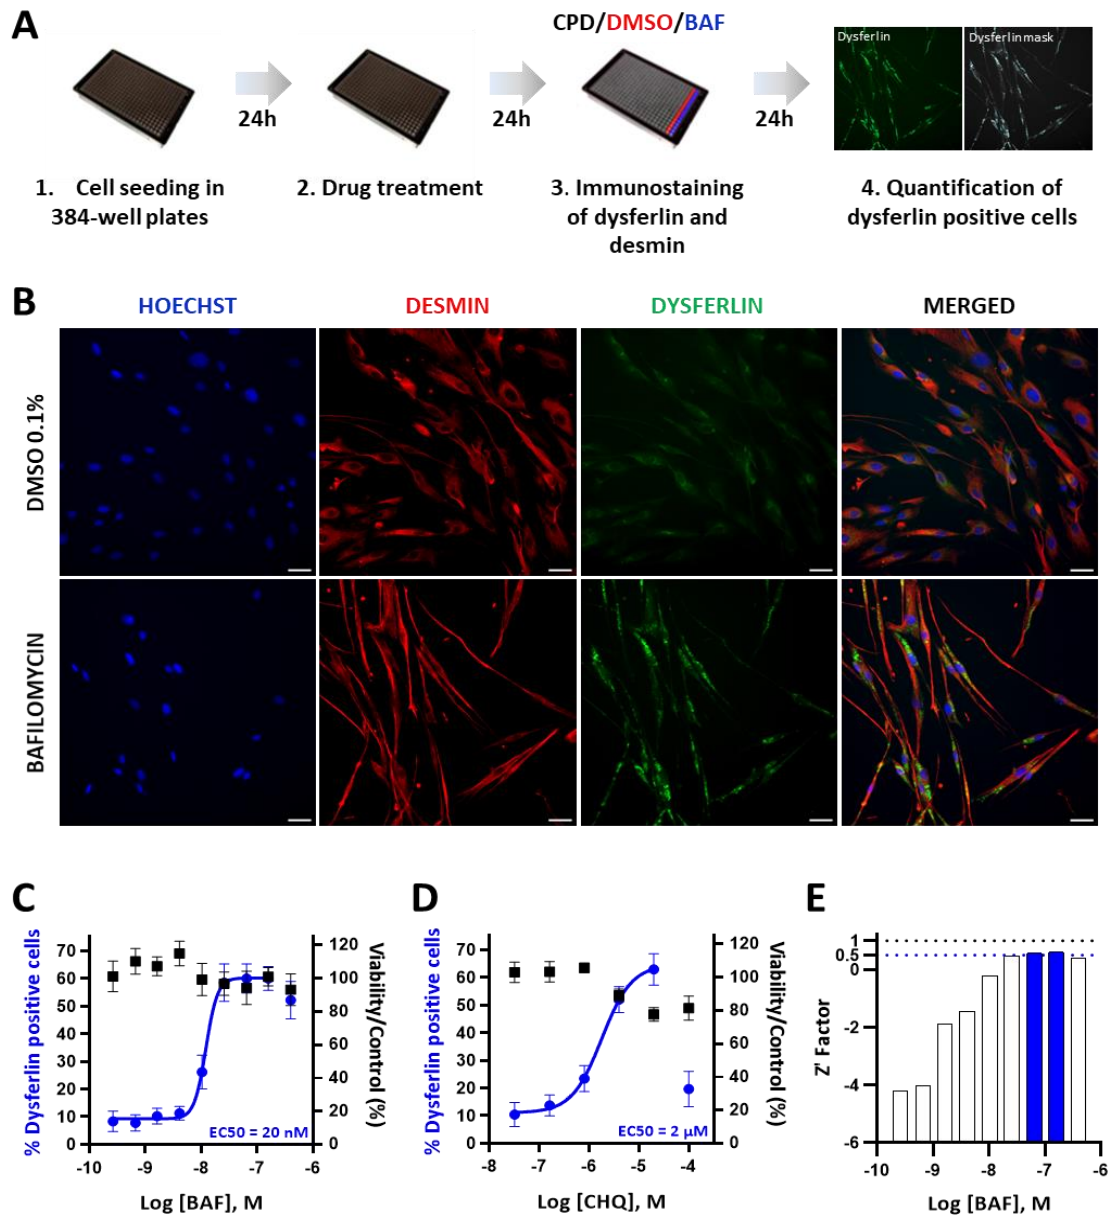 A
CPD/DMSO/BAF
Dysferlin
Dysferlin mask
24h
24h
24h
1. Cell seeding in
384-well plates
2. Drug treatment
3. Immunostaining
of dysferlin and
desmin
4. Quantification of
dysferlin positive cells
B
HOECHST
DESMIN
DYSFERLIN
MERGED
DMSO 0.1%
BAFILOMYCIN
C
% Dysferlin positive cells
70
60
50
40
30
20
10
0
120
100
80
60
40
20
0
Viability/Control (%)
EC50 = 20 nM
-10
-9
-8
-7
-6
Log [BAF], M
D
% Dysferlin positive cells
70
60
50
40
30
20
10
0
120
100
80
60
40
20
0
Viability/Control (%)
EC50 = 2 µM
-8
-7
-6
-5
-4
Log [CHQ], M
E
Z' Factor
1
0.5
0
-2
-4
-6
-10
-9
-8
-7
-6
Log [BAF], M